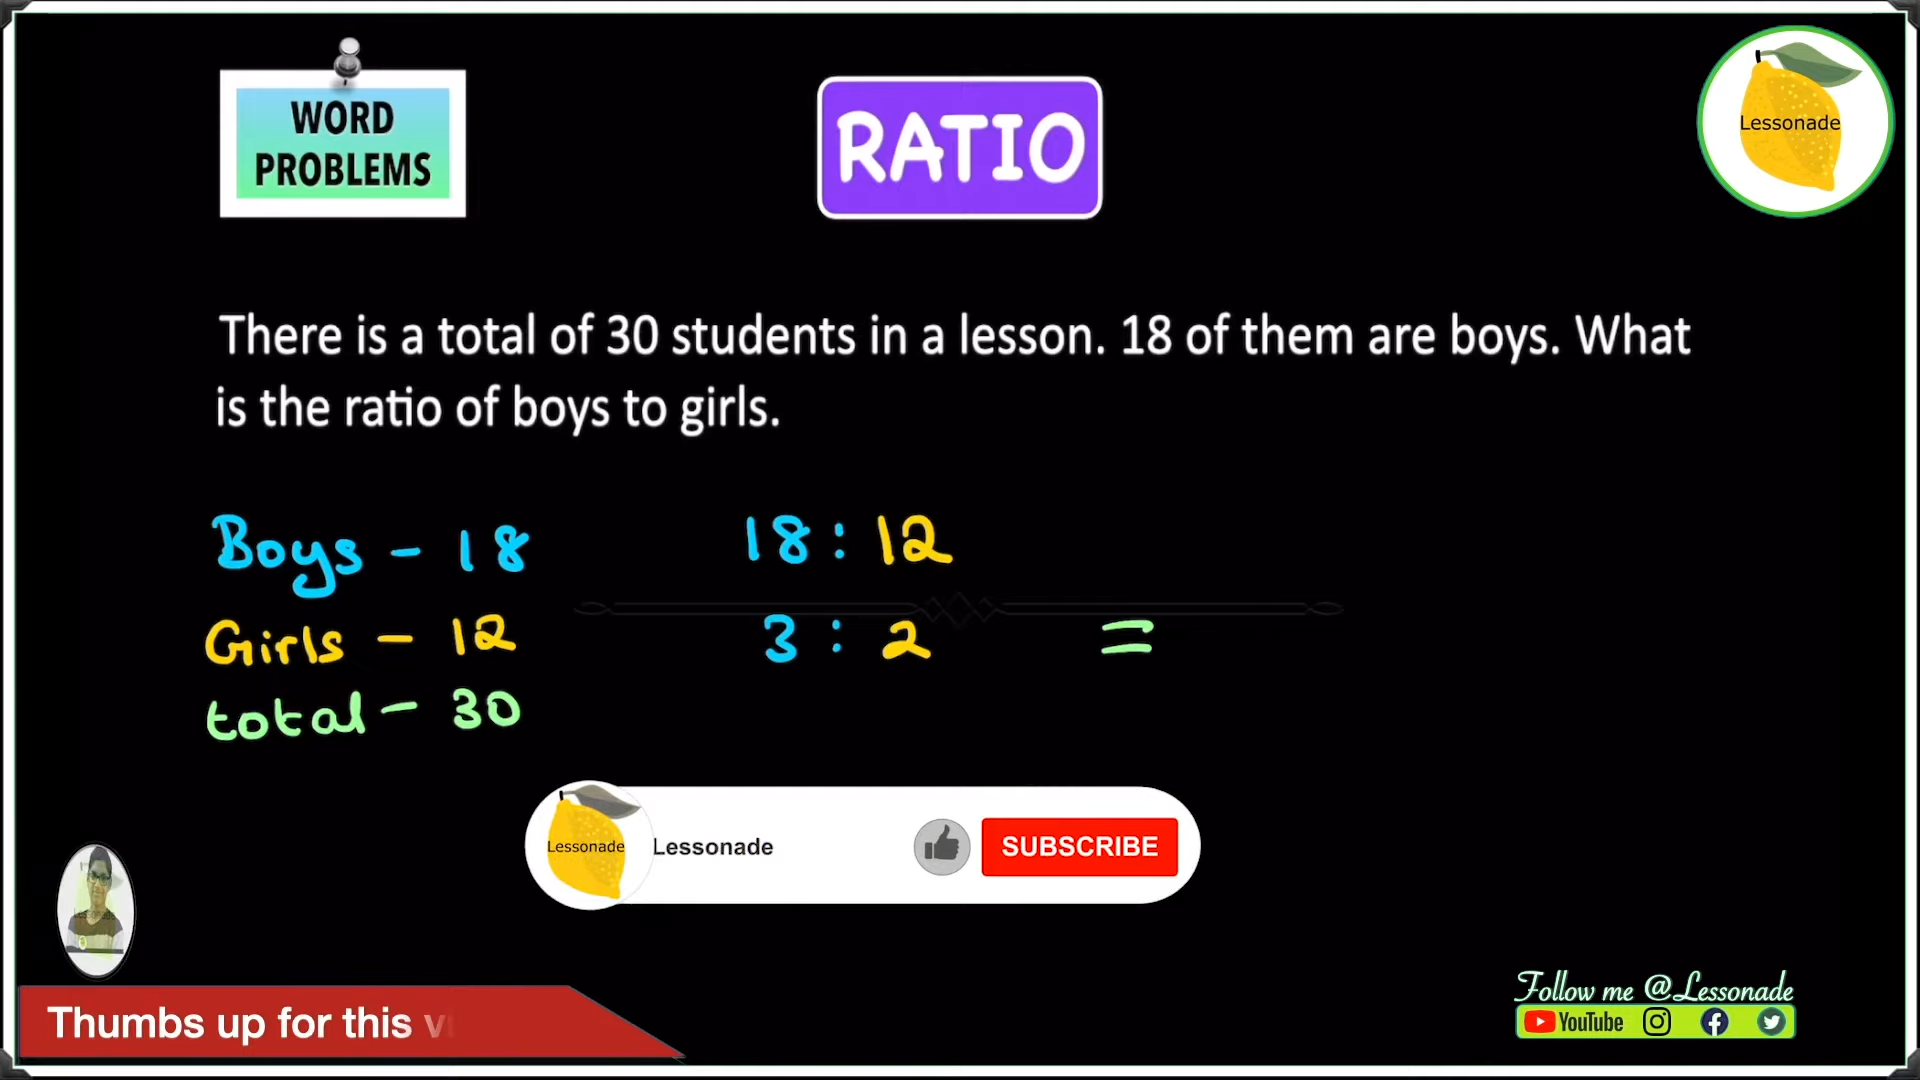 WORD
PROBLEMS
RATIO
Lessonade
There is a total of 30 students in a lesson. 18 of them are boys. What
is the ratio of boys to girls.
Boys - 18
18 : 12
Girls - 12
3 : 2 =
total - 30
Lessonade
Lessonade
SUBSCRIBE
Thumbs up for this
Follow me @Lessonade
YouTube